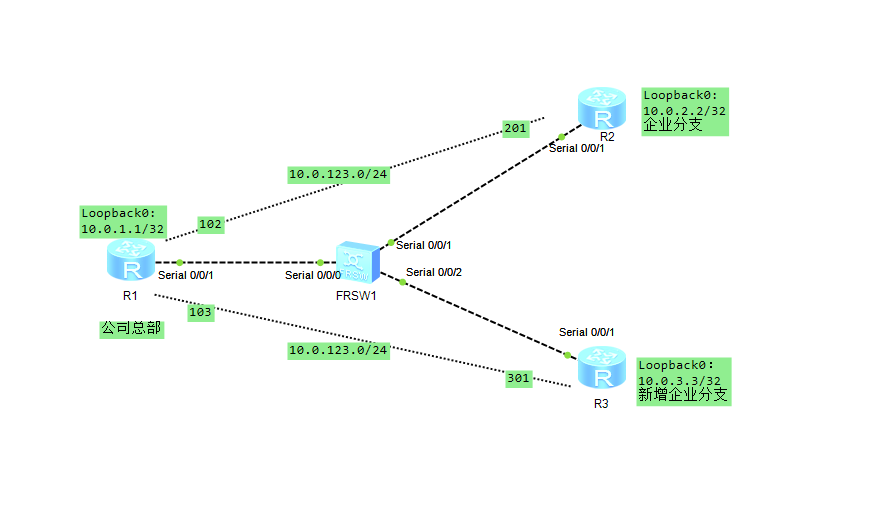 Loopback0:
10.0.2.2/32
企业分支
201
R2
Serial 0/0/1
10.0.123.0/24
Loopback0:
10.0.1.1/32
102
Serial 0/0/1
Serial 0/0/1
Serial 0/0/0
Serial 0/0/2
R
R
R
R1
FRSW1
103
公司总部
Serial 0/0/1
10.0.123.0/24
Loopback0:
10.0.3.3/32
新增企业分支
301
R3